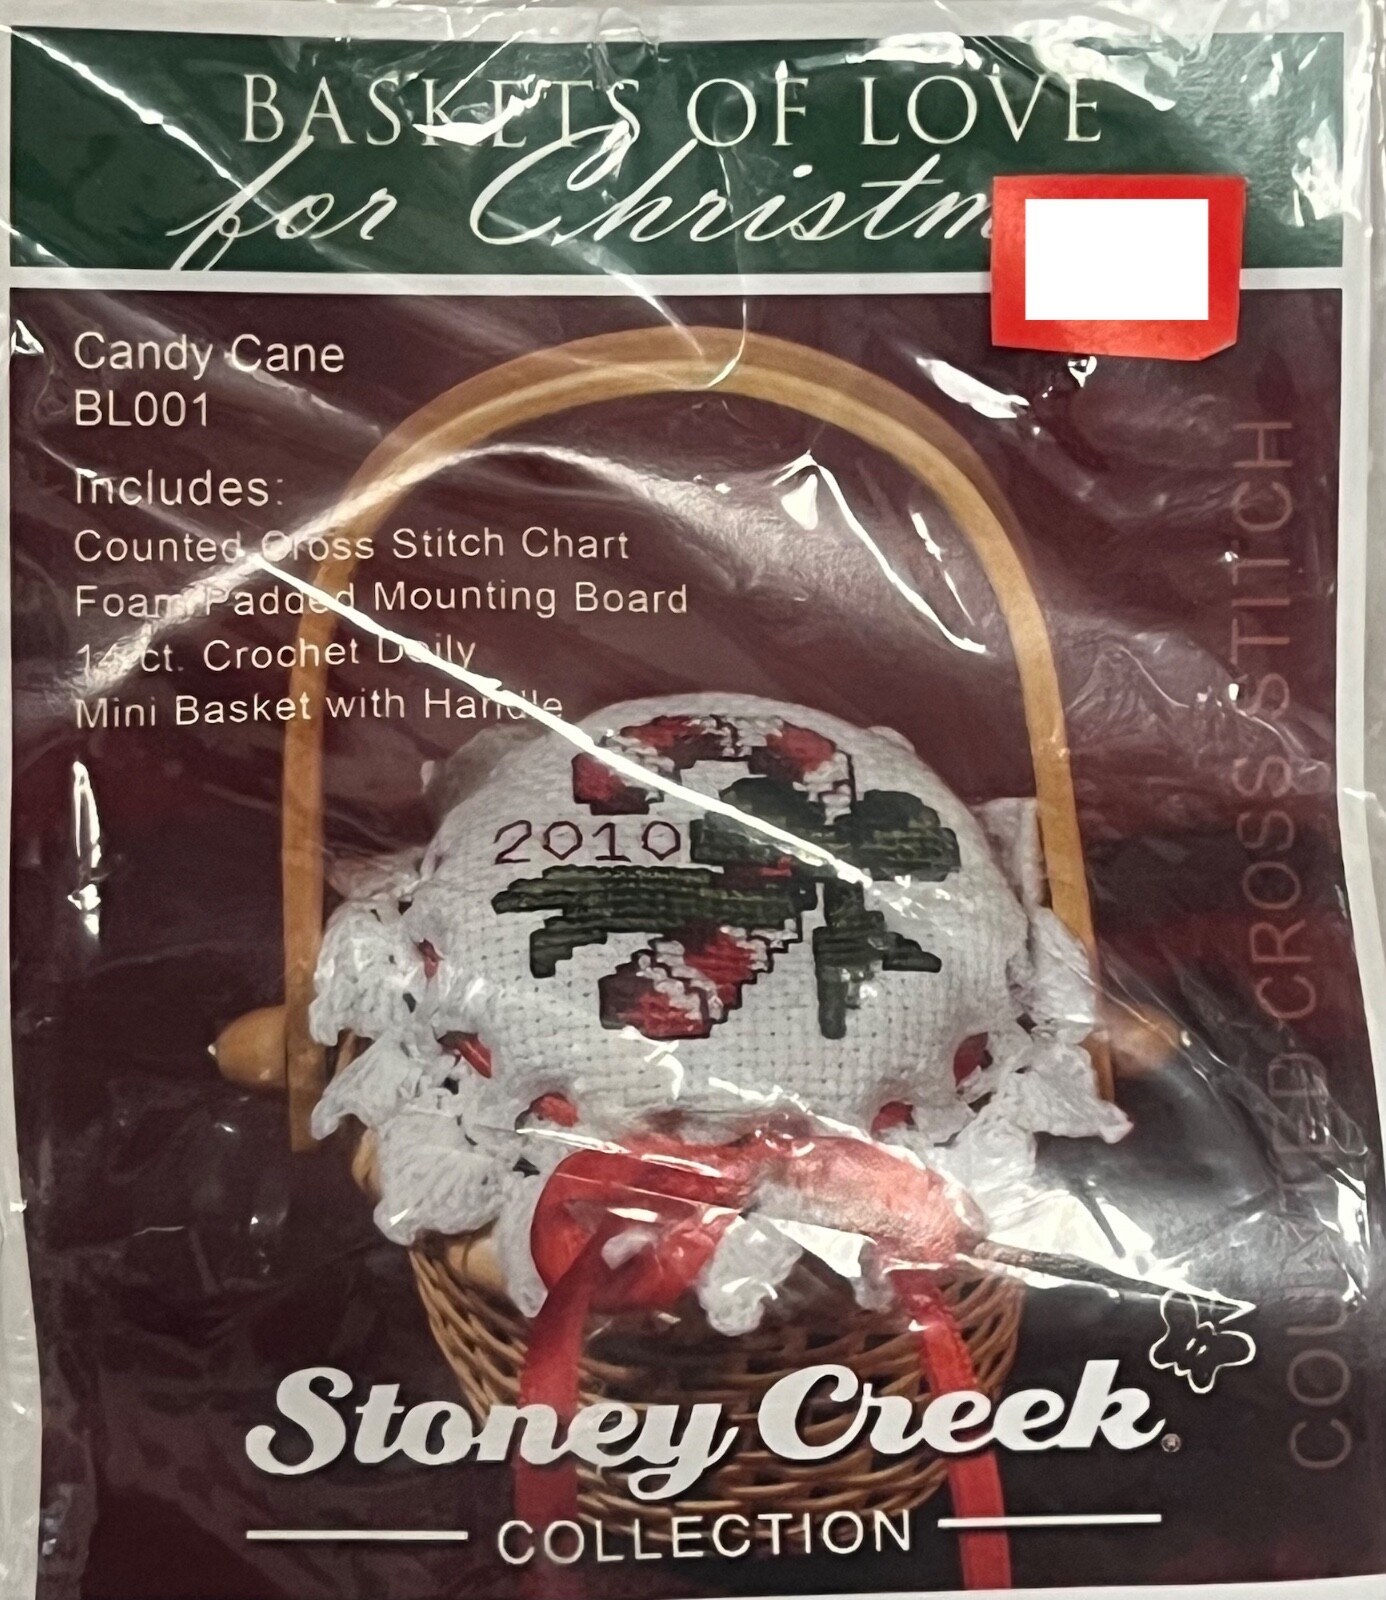 BASKETS OF LOVE
for Christm
Candy Cane
BL001
Includes:
Counted Cross Stitch Chart
Foam Padded Mounting Board
14 ct. Crochet Doily
Mini Basket with Handle
2010
COUNTED CROSS STITCH
Stoney Creek®
COLLECTION